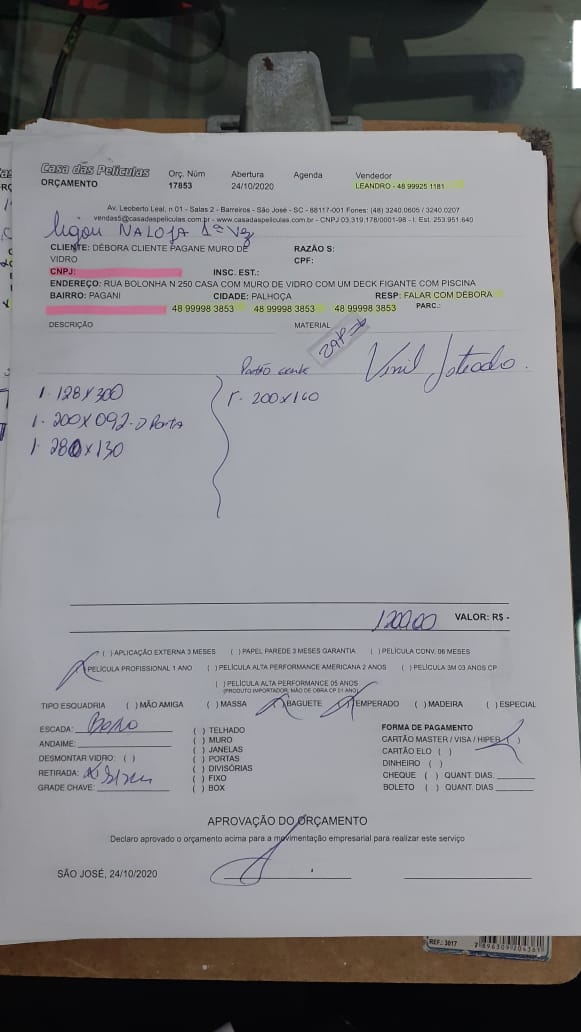 Casa das Películas
ORÇAMENTO
Orç. Núm
17853
Abertura
24/10/2020
Agenda
Vendedor
LEANDRO - 48 99925 1181
Av. Leoberto Leal, n 01 - Salas 2 - Barreiros - São José - SC - 88117-001 Fones: (48) 3240.0605 / 3240.0207
vendas5@casadaspeliculas.com.br - www.casadaspeliculas.com.br - CNPJ 03.319.178/0001-98 - I. Est. 253.951.640
ligou NA LOJA 1ª Vez
CLIENTE: DÉBORA CLIENTE PAGANE MURO DE VIDRO
RAZÃO S:
CPF:
CNPJ:
INSC. EST.:
ENDEREÇO: RUA BOLONHA N 250 CASA COM MURO DE VIDRO COM UM DECK FIGANTE COM PISCINA
BAIRRO: PAGANI CIDADE: PALHOÇA RESP: FALAR COM DÉBORA
48 99998 3853 48 99998 3853 48 99998 3853 PARC.:
DESCRIÇÃO MATERIAL
Vinil Jateado.
1. 128 X 300
1. 200 X 092 -> Porta
1. 280 X 130
1. 200 X 160
1200,00 VALOR: R$ -
( ) APLICAÇÃO EXTERNA 3 MESES ( ) PAPEL PAREDE 3 MESES GARANTIA ( ) PELÍCULA CONV. 06 MESES
PELÍCULA PROFISSIONAL 1 ANO ( ) PELÍCULA ALTA PERFORMANCE AMERICANA 2 ANOS ( ) PELÍCULA 3M 03 ANOS CP
( ) PELÍCULA ALTA PERFORMANCE 05 ANOS
(PRODUTO IMPORTADOR, MÃO DE OBRA CP 01 ANO)
TIPO ESQUADRIA ( ) MÃO AMIGA ( ) MASSA BAGUETE TEMPERADO ( ) MADEIRA ( ) ESPECIAL
ESCADA:
ANDAIME:
DESMONTAR VIDRO: ( )
RETIRADA:
GRADE CHAVE:
( ) TELHADO
( ) MURO
( ) JANELAS
( ) PORTAS
( ) DIVISÓRIAS
( ) FIXO
( ) BOX
FORMA DE PAGAMENTO
CARTÃO MASTER / VISA / HIPER ( )
CARTÃO ELO ( )
DINHEIRO ( )
CHEQUE ( ) QUANT. DIAS.
BOLETO ( ) QUANT. DIAS
APROVAÇÃO DO ORÇAMENTO
Declaro aprovado o orçamento acima para a movimentação empresarial para realizar este serviço
SÃO JOSÉ, 24/10/2020
REF.: 3017